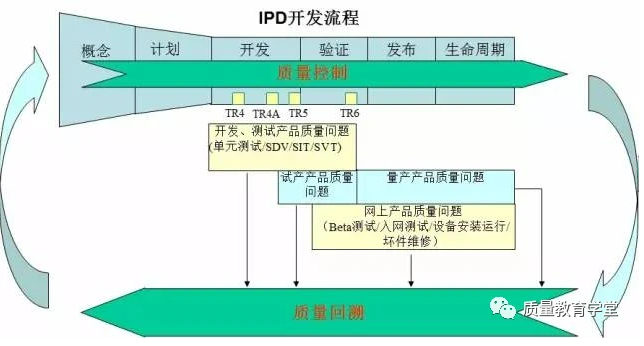 IPD开发流程
概念 计划 开发 验证 发布 生命周期
质量控制
TR4 TR4A TR5 TR6
开发、测试产品质量问题
(单元测试/SDV/SIT/SVT)
试产产品质量 量产产品质量问题
问题
网上产品质量问题
（Beta测试/入网测试/设备安装运行/
坏件维修）
质量回溯
质量教育学堂